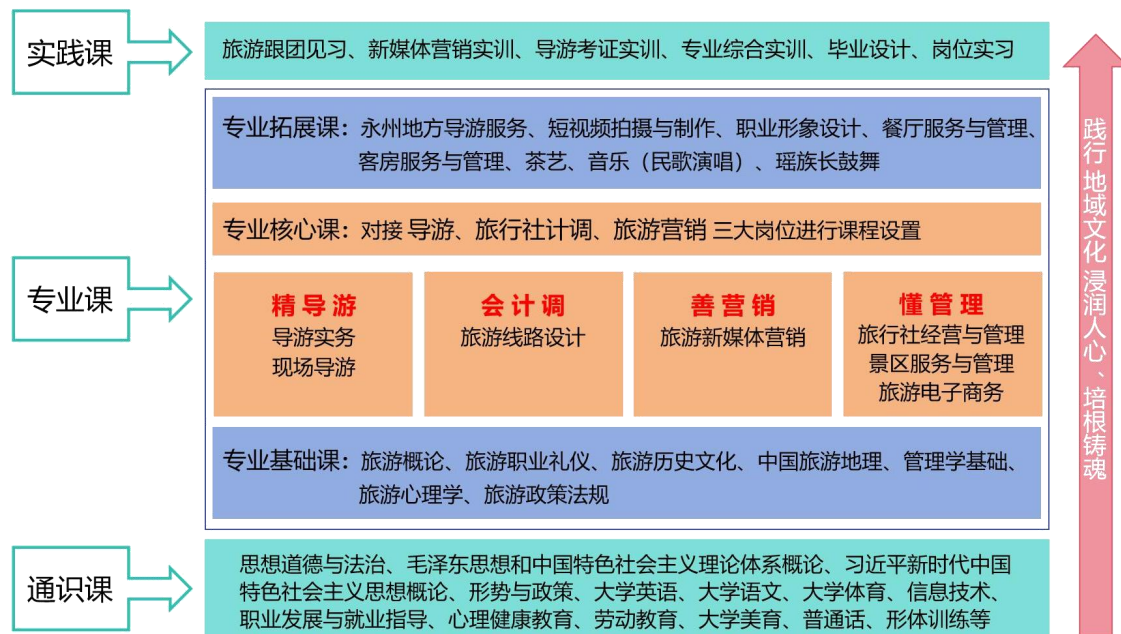 实践课
旅游跟团见习、新媒体营销实训、导游考证实训、专业综合实训、毕业设计、岗位实习
专业课
专业拓展课：永州地方导游服务、短视频拍摄与制作、职业形象设计、餐厅服务与管理、
客房服务与管理、茶艺、音乐（民歌演唱）、瑶族长鼓舞
专业核心课：对接 导游、旅行社计调、旅游营销 三大岗位进行课程设置
精导游
导游实务
现场导游
会计调
旅游线路设计
善营销
旅游新媒体营销
懂管理
旅行社经营与管理
景区服务与管理
旅游电子商务
专业基础课：旅游概论、旅游职业礼仪、旅游历史文化、中国旅游地理、管理学基础、
旅游心理学、旅游政策法规
通识课
思想道德与法治、毛泽东思想和中国特色社会主义理论体系概论、习近平新时代中国
特色社会主义思想概论、形势与政策、大学英语、大学语文、大学体育、信息技术、
职业发展与就业指导、心理健康教育、劳动教育、大学美育、普通话、形体训练等
践行地域文化浸润人心、培根铸魂